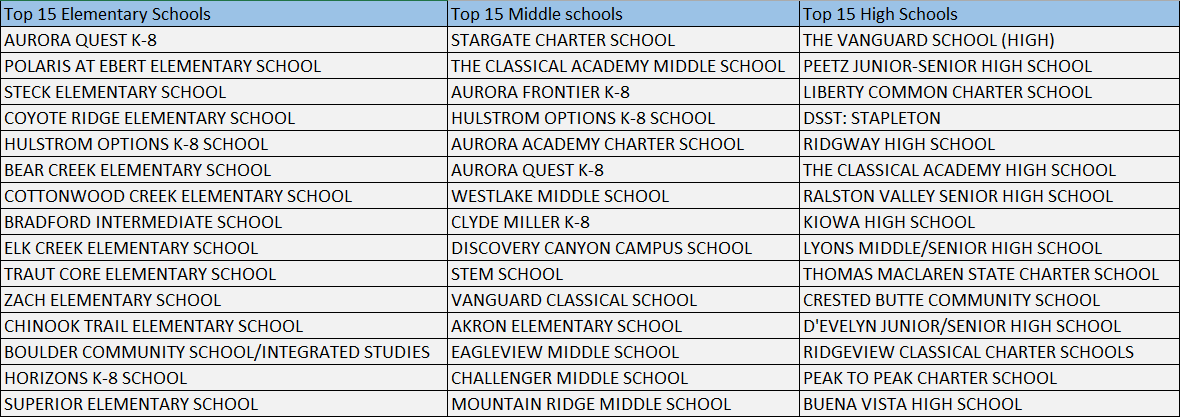 Top 15 Elementary Schools Top 15 Middle schools Top 15 High Schools
AURORA QUEST K-8 STARGATE CHARTER SCHOOL THE VANGUARD SCHOOL (HIGH)
POLARIS AT EBERT ELEMENTARY SCHOOL THE CLASSICAL ACADEMY MIDDLE SCHOOL PEETZ JUNIOR-SENIOR HIGH SCHOOL
STECK ELEMENTARY SCHOOL AURORA FRONTIER K-8 LIBERTY COMMON CHARTER SCHOOL
COYOTE RIDGE ELEMENTARY SCHOOL HULSTROM OPTIONS K-8 SCHOOL DSST: STAPLETON
HULSTROM OPTIONS K-8 SCHOOL AURORA ACADEMY CHARTER SCHOOL RIDGWAY HIGH SCHOOL
BEAR CREEK ELEMENTARY SCHOOL AURORA QUEST K-8 THE CLASSICAL ACADEMY HIGH SCHOOL
COTTONWOOD CREEK ELEMENTARY SCHOOL WESTLAKE MIDDLE SCHOOL RALSTON VALLEY SENIOR HIGH SCHOOL
BRADFORD INTERMEDIATE SCHOOL CLYDE MILLER K-8 KIOWA HIGH SCHOOL
ELK CREEK ELEMENTARY SCHOOL DISCOVERY CANYON CAMPUS SCHOOL LYONS MIDDLE/SENIOR HIGH SCHOOL
TRAUT CORE ELEMENTARY SCHOOL STEM SCHOOL THOMAS MACLAREN STATE CHARTER SCHOOL
ZACH ELEMENTARY SCHOOL VANGUARD CLASSICAL SCHOOL CRESTED BUTTE COMMUNITY SCHOOL
CHINOOK TRAIL ELEMENTARY SCHOOL AKRON ELEMENTARY SCHOOL D'EVELYN JUNIOR/SENIOR HIGH SCHOOL
BOULDER COMMUNITY SCHOOL/INTEGRATED STUDIES EAGLEVIEW MIDDLE SCHOOL RIDGEVIEW CLASSICAL CHARTER SCHOOLS
HORIZONS K-8 SCHOOL CHALLENGER MIDDLE SCHOOL PEAK TO PEAK CHARTER SCHOOL
SUPERIOR ELEMENTARY SCHOOL MOUNTAIN RIDGE MIDDLE SCHOOL BUENA VISTA HIGH SCHOOL